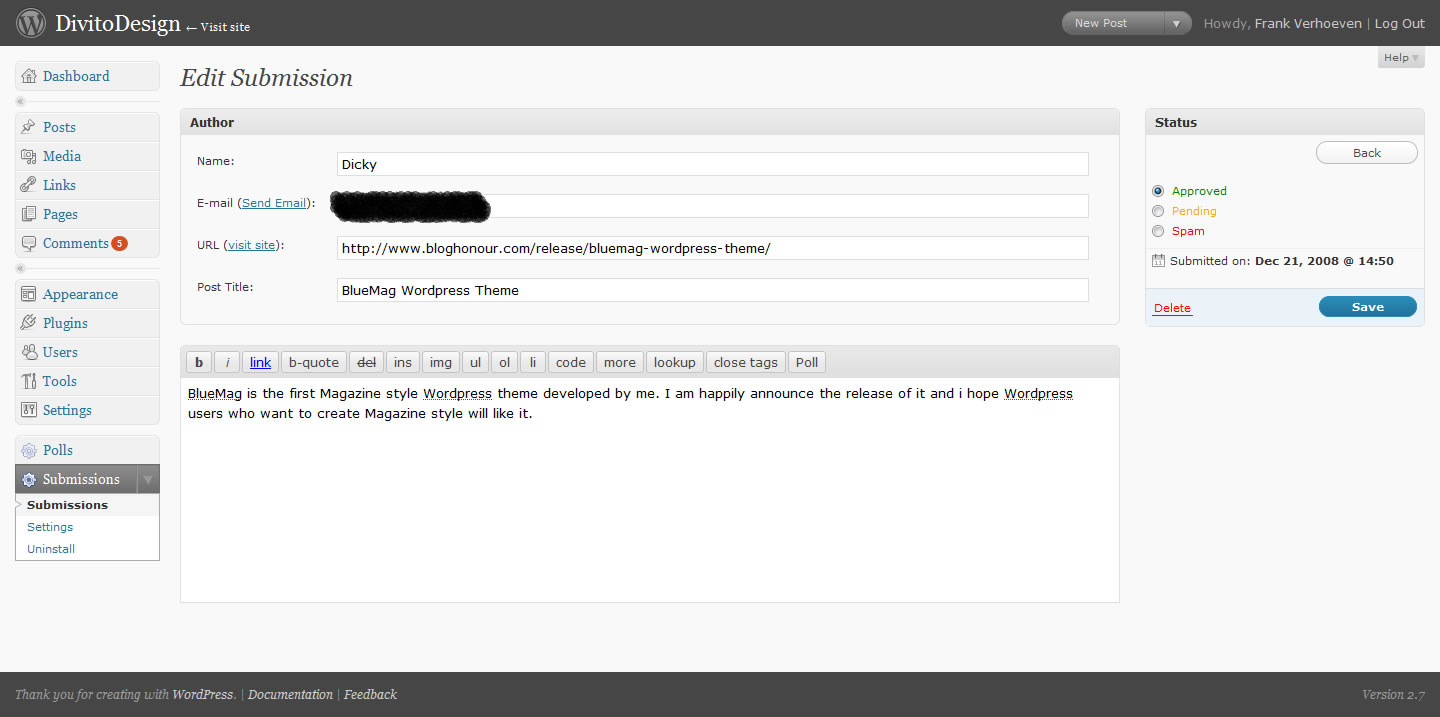 DivitoDesign ← Visit site
New Post
Howdy, Frank Verhoeven | Log Out
Help
Dashboard
Posts
Media
Links
Pages
Comments 5
Appearance
Plugins
Users
Tools
Settings
Polls
Submissions
Submissions
Settings
Uninstall
Edit Submission
Author
Name:
Dicky
E-mail (Send Email):
URL (visit site):
http://www.bloghonour.com/release/bluemag-wordpress-theme/
Post Title:
BlueMag Wordpress Theme
b i link b-quote del ins img ul ol li code more lookup close tags Poll
BlueMag is the first Magazine style Wordpress theme developed by me. I am happily announce the release of it and i hope Wordpress
users who want to create Magazine style will like it.
Status
Back
Approved
Pending
Spam
Submitted on: Dec 21, 2008 @ 14:50
Delete
Save
Thank you for creating with WordPress. | Documentation | Feedback
Version 2.7